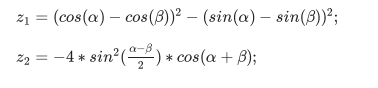 z₁ = (cos(α) − cos(β))² − (sin(α) − sin(β))²;
z₂ = −4 * sin²((α−β)/2) * cos(α + β);